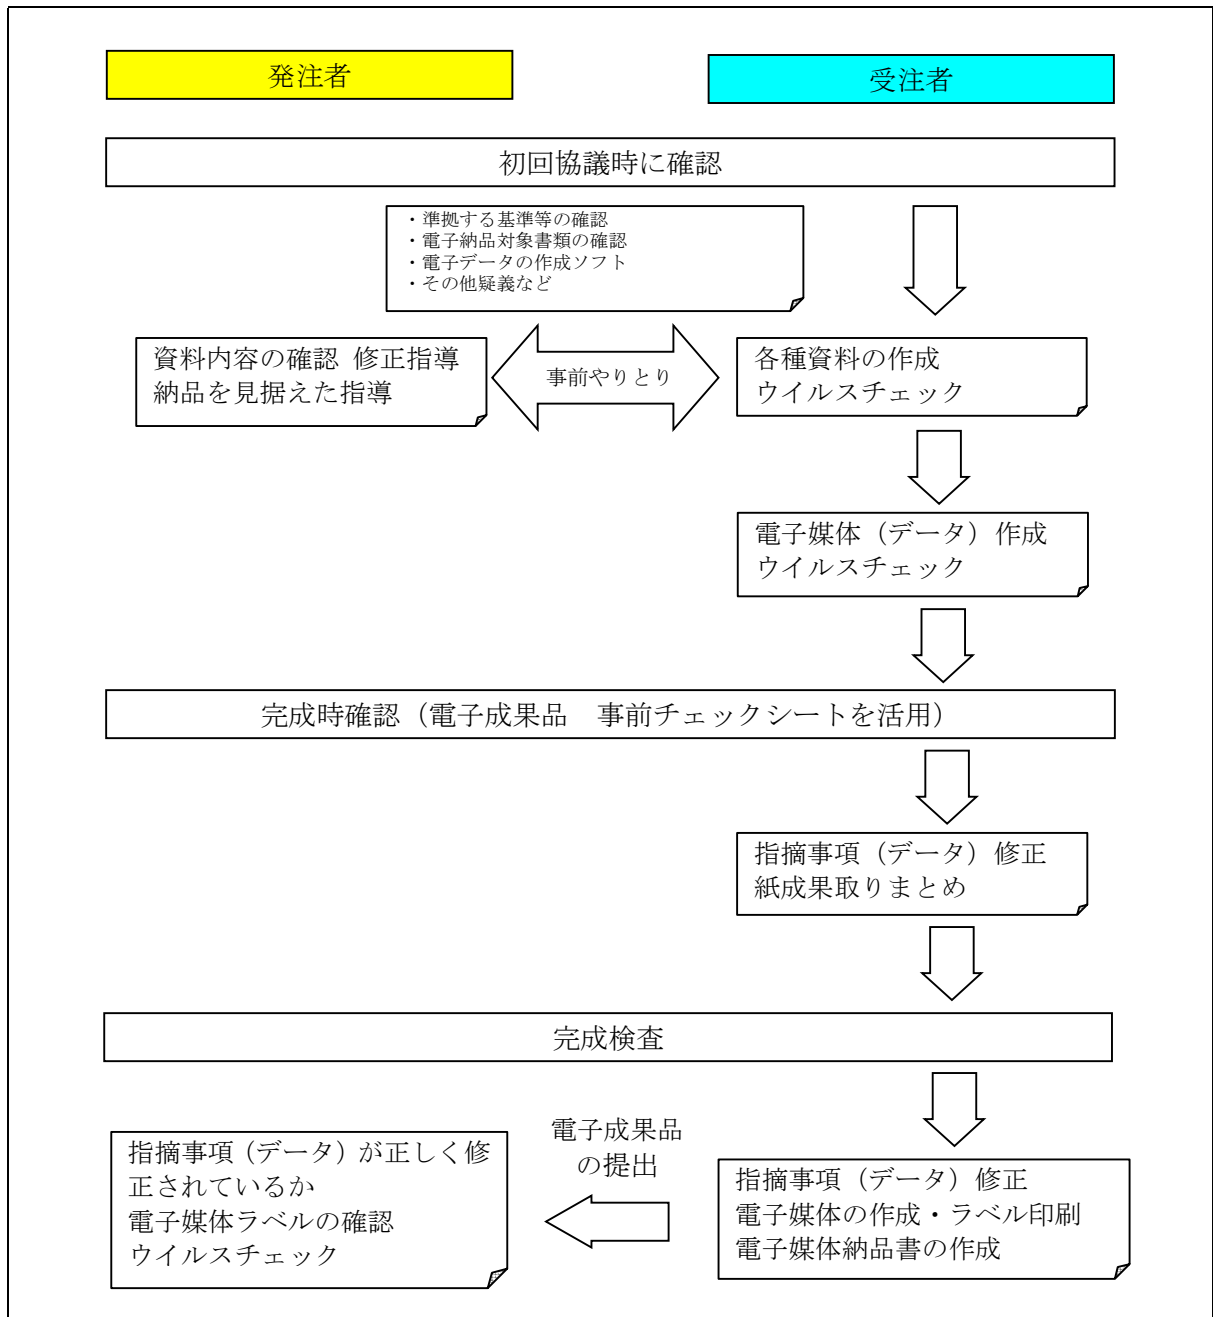 発注者
受注者
初回協議時に確認
・準拠する基準等の確認
・電子納品対象書類の確認
・電子データの作成ソフト
・その他疑義など
資料内容の確認 修正指導
納品を見据えた指導
事前やりとり
各種資料の作成
ウイルスチェック
電子媒体（データ）作成
ウイルスチェック
完成時確認（電子成果品　事前チェックシートを活用）
指摘事項（データ）修正
紙成果取りまとめ
完成検査
指摘事項（データ）が正しく修
正されているか
電子媒体ラベルの確認
ウイルスチェック
電子成果品
の提出
指摘事項（データ）修正
電子媒体の作成・ラベル印刷
電子媒体納品書の作成